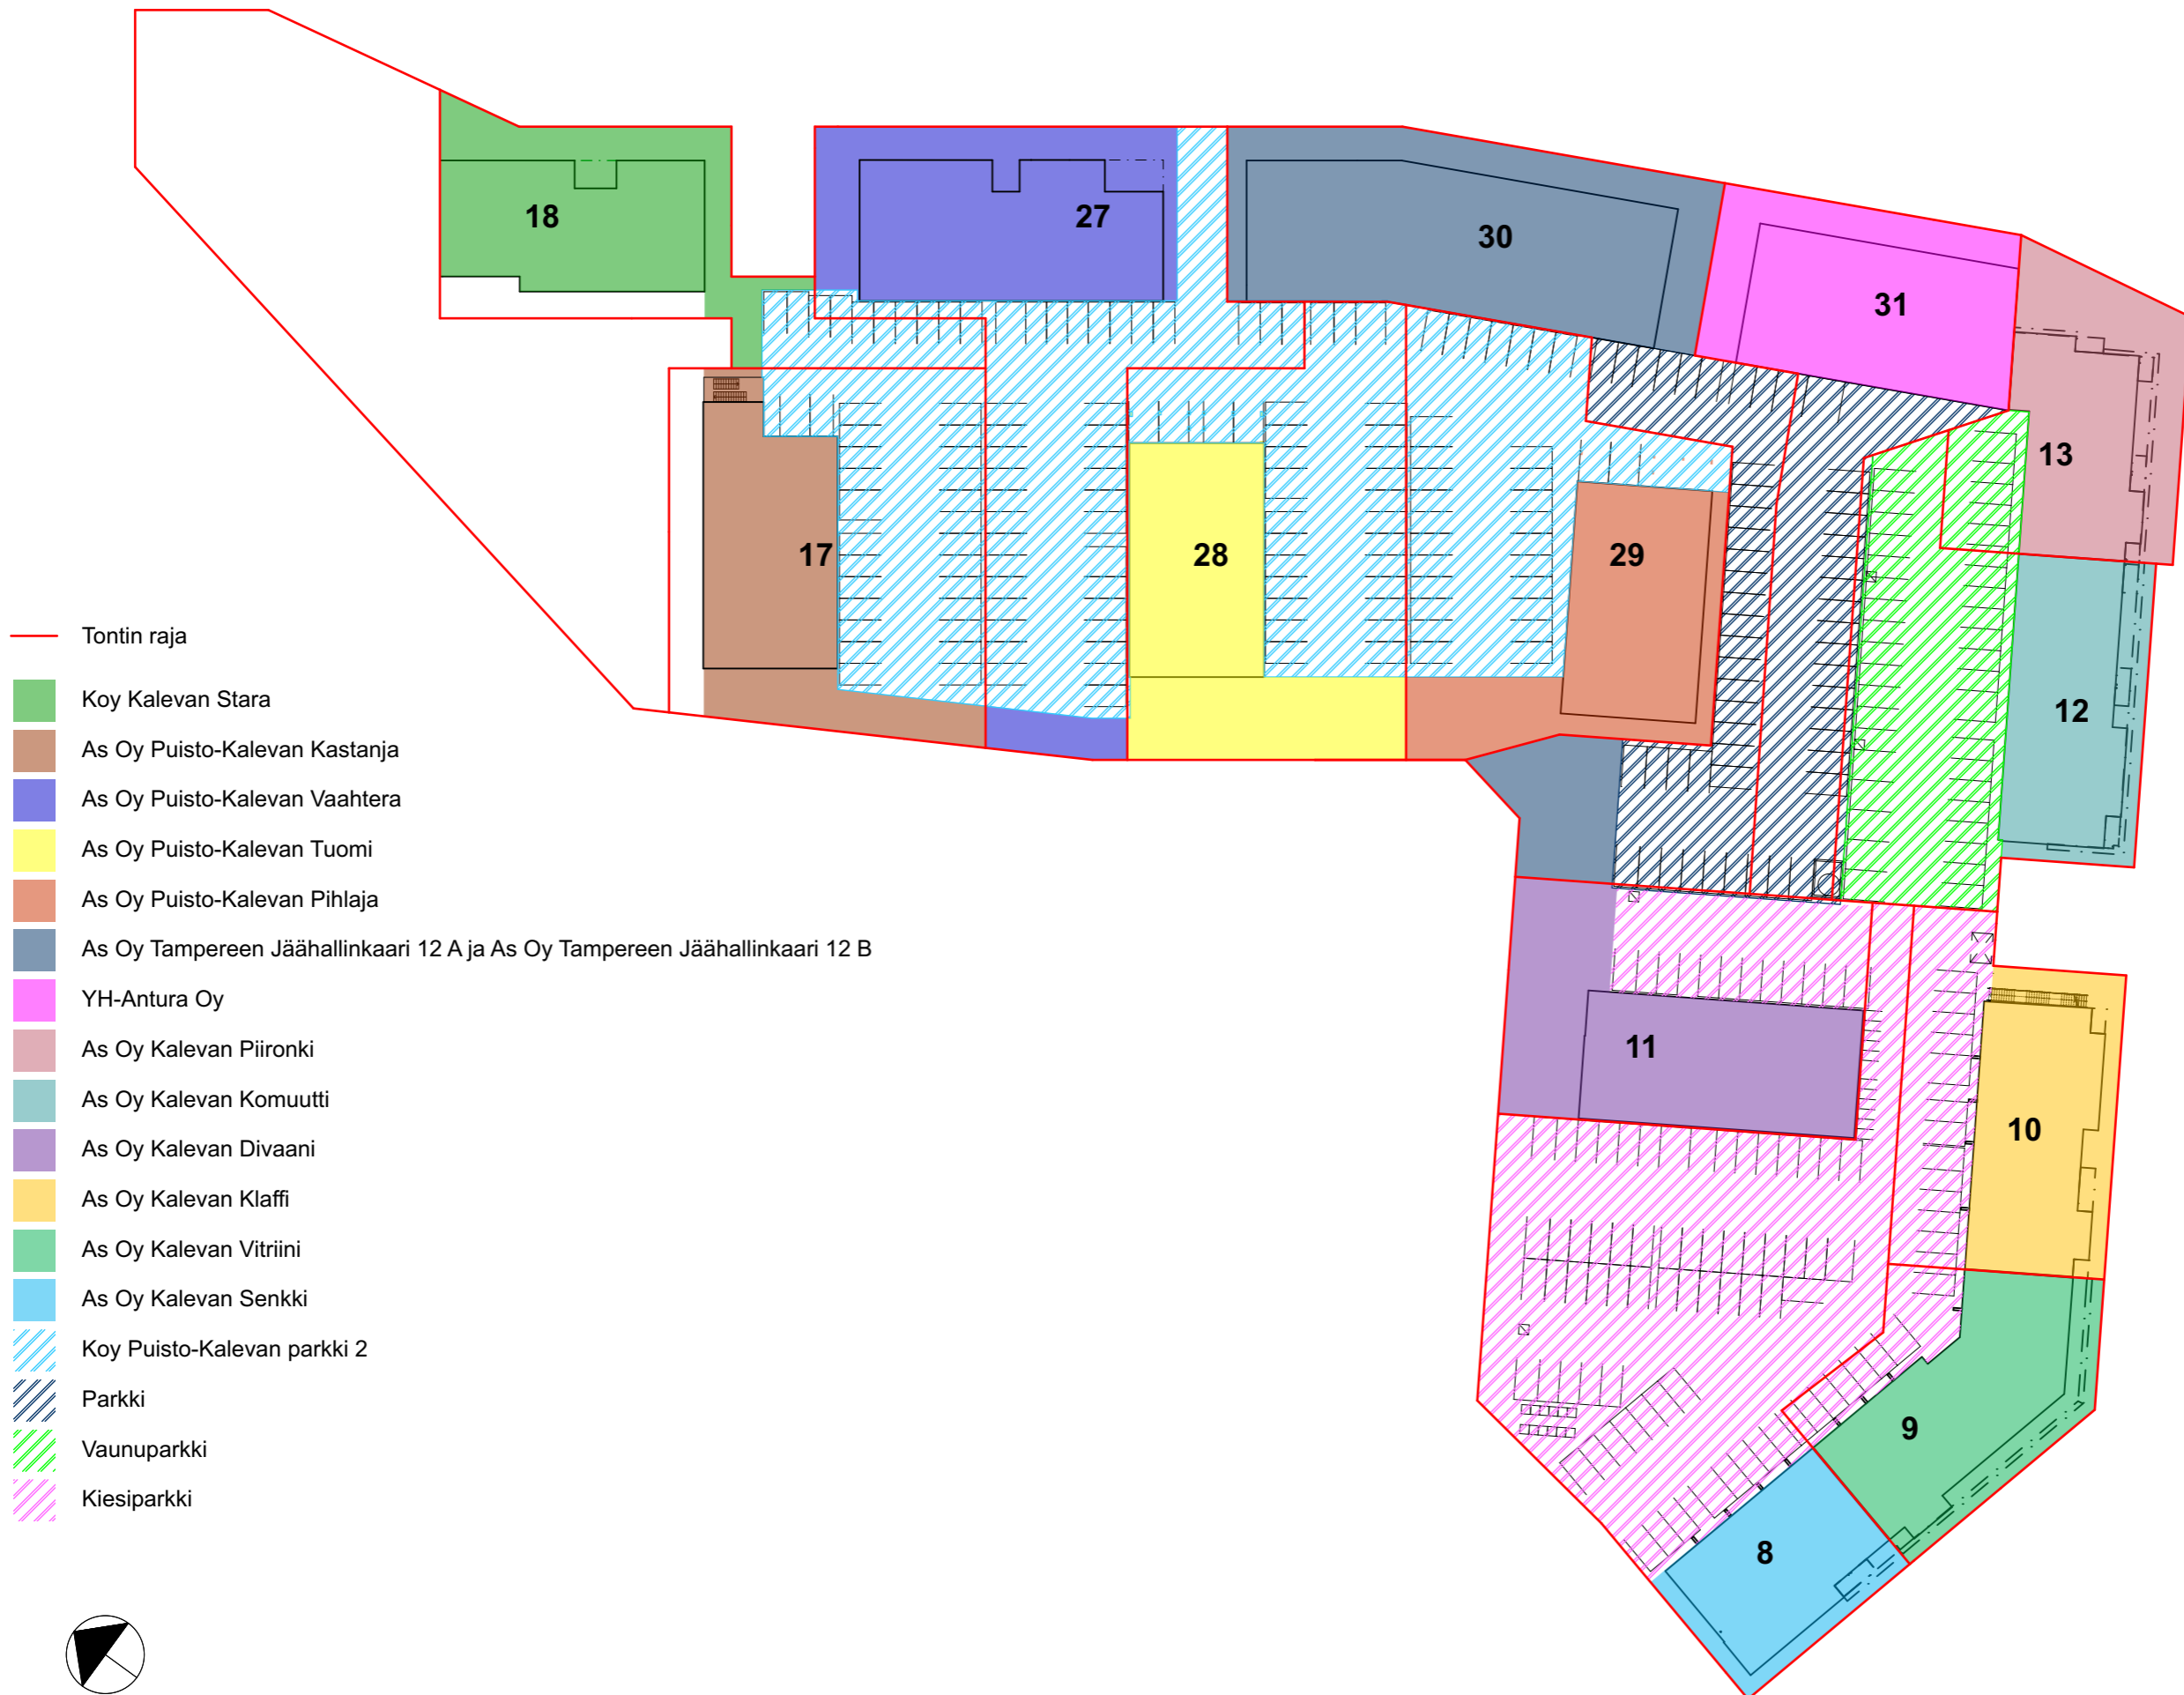 18
27
30
31
13
17
28
29
12
11
10
9
8
Tontin raja
Koy Kalevan Stara
As Oy Puisto-Kalevan Kastanja
As Oy Puisto-Kalevan Vaahtera
As Oy Puisto-Kalevan Tuomi
As Oy Puisto-Kalevan Pihlaja
As Oy Tampereen Jäähallinkaari 12 A ja As Oy Tampereen Jäähallinkaari 12 B
YH-Antura Oy
As Oy Kalevan Piironki
As Oy Kalevan Komuutti
As Oy Kalevan Divaani
As Oy Kalevan Klaffi
As Oy Kalevan Vitriini
As Oy Kalevan Senkki
Koy Puisto-Kalevan parkki 2
Parkki
Vaunuparkki
Kiesiparkki